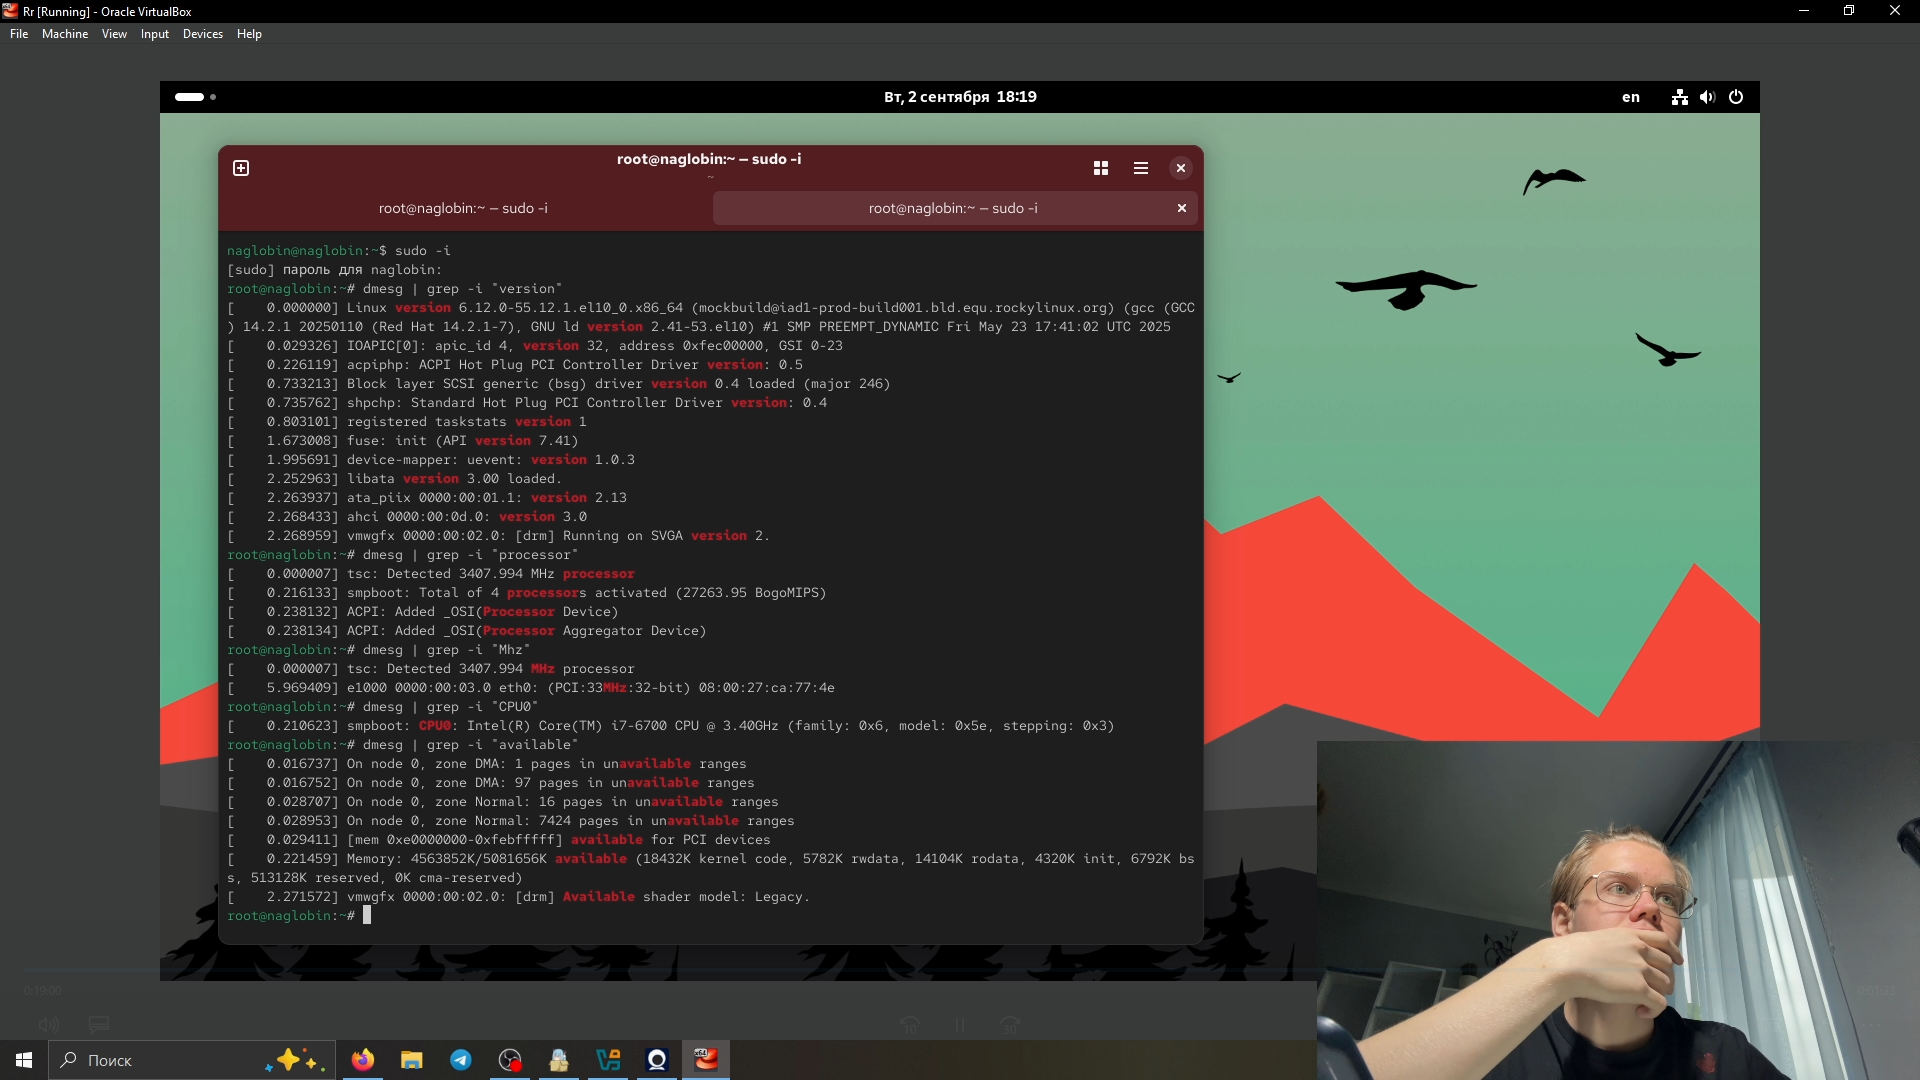 Rr [Running] - Oracle VirtualBox
File Machine View Input Devices Help
Вт, 2 сентября 18:19
en
root@naglobin:~ — sudo -i
~
root@naglobin:~ — sudo -i
root@naglobin:~ — sudo -i
naglobin@naglobin:~$ sudo -i
[sudo] пароль для naglobin:
root@naglobin:~# dmesg | grep -i "version"
[    0.000000] Linux version 6.12.0-55.12.1.el10_0.x86_64 (mockbuild@iad1-prod-build001.bld.equ.rockylinux.org) (gcc (GCC
) 14.2.1 20250110 (Red Hat 14.2.1-7), GNU ld version 2.41-53.el10) #1 SMP PREEMPT_DYNAMIC Fri May 23 17:41:02 UTC 2025
[    0.029326] IOAPIC[0]: apic_id 4, version 32, address 0xfec00000, GSI 0-23
[    0.226119] acpiphp: ACPI Hot Plug PCI Controller Driver version: 0.5
[    0.733213] Block layer SCSI generic (bsg) driver version 0.4 loaded (major 246)
[    0.735762] shpchp: Standard Hot Plug PCI Controller Driver version: 0.4
[    0.803101] registered taskstats version 1
[    1.673008] fuse: init (API version 7.41)
[    1.995691] device-mapper: uevent: version 1.0.3
[    2.252963] libata version 3.00 loaded.
[    2.263937] ata_piix 0000:00:01.1: version 2.13
[    2.268433] ahci 0000:00:0d.0: version 3.0
[    2.268959] vmwgfx 0000:00:02.0: [drm] Running on SVGA version 2.
root@naglobin:~# dmesg | grep -i "processor"
[    0.000007] tsc: Detected 3407.994 MHz processor
[    0.216133] smpboot: Total of 4 processors activated (27263.95 BogoMIPS)
[    0.238132] ACPI: Added _OSI(Processor Device)
[    0.238134] ACPI: Added _OSI(Processor Aggregator Device)
root@naglobin:~# dmesg | grep -i "Mhz"
[    0.000007] tsc: Detected 3407.994 MHz processor
[    5.969409] e1000 0000:00:03.0 eth0: (PCI:33MHz:32-bit) 08:00:27:ca:77:4e
root@naglobin:~# dmesg | grep -i "CPU0"
[    0.210623] smpboot: CPU0: Intel(R) Core(TM) i7-6700 CPU @ 3.40GHz (family: 0x6, model: 0x5e, stepping: 0x3)
root@naglobin:~# dmesg | grep -i "available"
[    0.016737] On node 0, zone DMA: 1 pages in unavailable ranges
[    0.016752] On node 0, zone DMA: 97 pages in unavailable ranges
[    0.028707] On node 0, zone Normal: 16 pages in unavailable ranges
[    0.028953] On node 0, zone Normal: 7424 pages in unavailable ranges
[    0.029411] [mem 0xe0000000-0xfebfffff] available for PCI devices
[    0.221459] Memory: 4563852K/5081656K available (18432K kernel code, 5782K rwdata, 14104K rodata, 4320K init, 6792K bs
s, 513128K reserved, 0K cma-reserved)
[    2.271572] vmwgfx 0000:00:02.0: [drm] Available shader model: Legacy.
root@naglobin:~#
0:19:00
10
30
Поиск